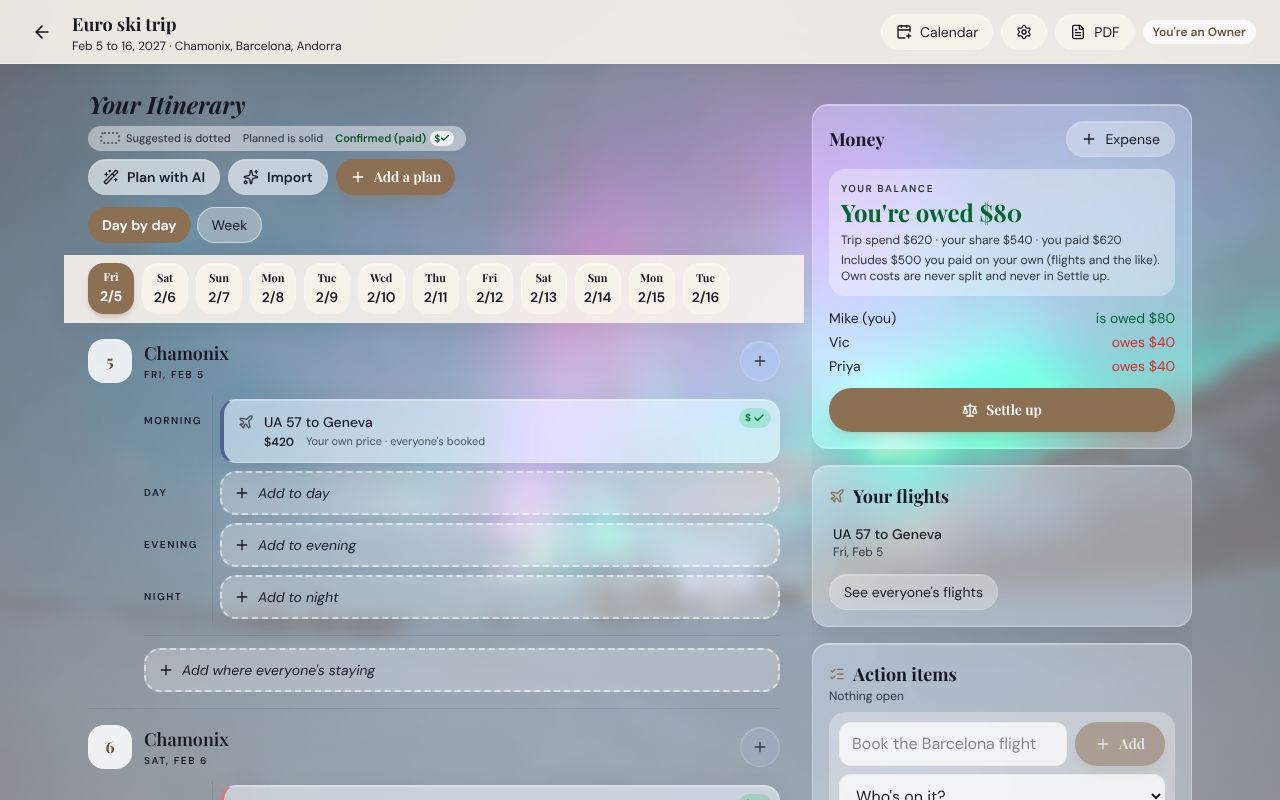 Euro ski trip
Feb 5 to 16, 2027 · Chamonix, Barcelona, Andorra
Calendar
PDF
You're an Owner
Your Itinerary
Suggested is dotted Planned is solid Confirmed (paid) $✓
Plan with AI
Import
+ Add a plan
Day by day
Week
Fri 2/5
Sat 2/6
Sun 2/7
Mon 2/8
Tue 2/9
Wed 2/10
Thu 2/11
Fri 2/12
Sat 2/13
Sun 2/14
Mon 2/15
Tue 2/16
5
Chamonix
FRI, FEB 5
+
MORNING
UA 57 to Geneva
$420 Your own price · everyone's booked
$✓
DAY
+ Add to day
EVENING
+ Add to evening
NIGHT
+ Add to night
+ Add where everyone's staying
6
Chamonix
SAT, FEB 6
+
Money
+ Expense
YOUR BALANCE
You're owed $80
Trip spend $620 · your share $540 · you paid $620
Includes $500 you paid on your own (flights and the like).
Own costs are never split and never in Settle up.
Mike (you) is owed $80
Vic owes $40
Priya owes $40
Settle up
Your flights
UA 57 to Geneva
Fri, Feb 5
See everyone's flights
Action items
Nothing open
Book the Barcelona flight
+ Add
Who's on it?